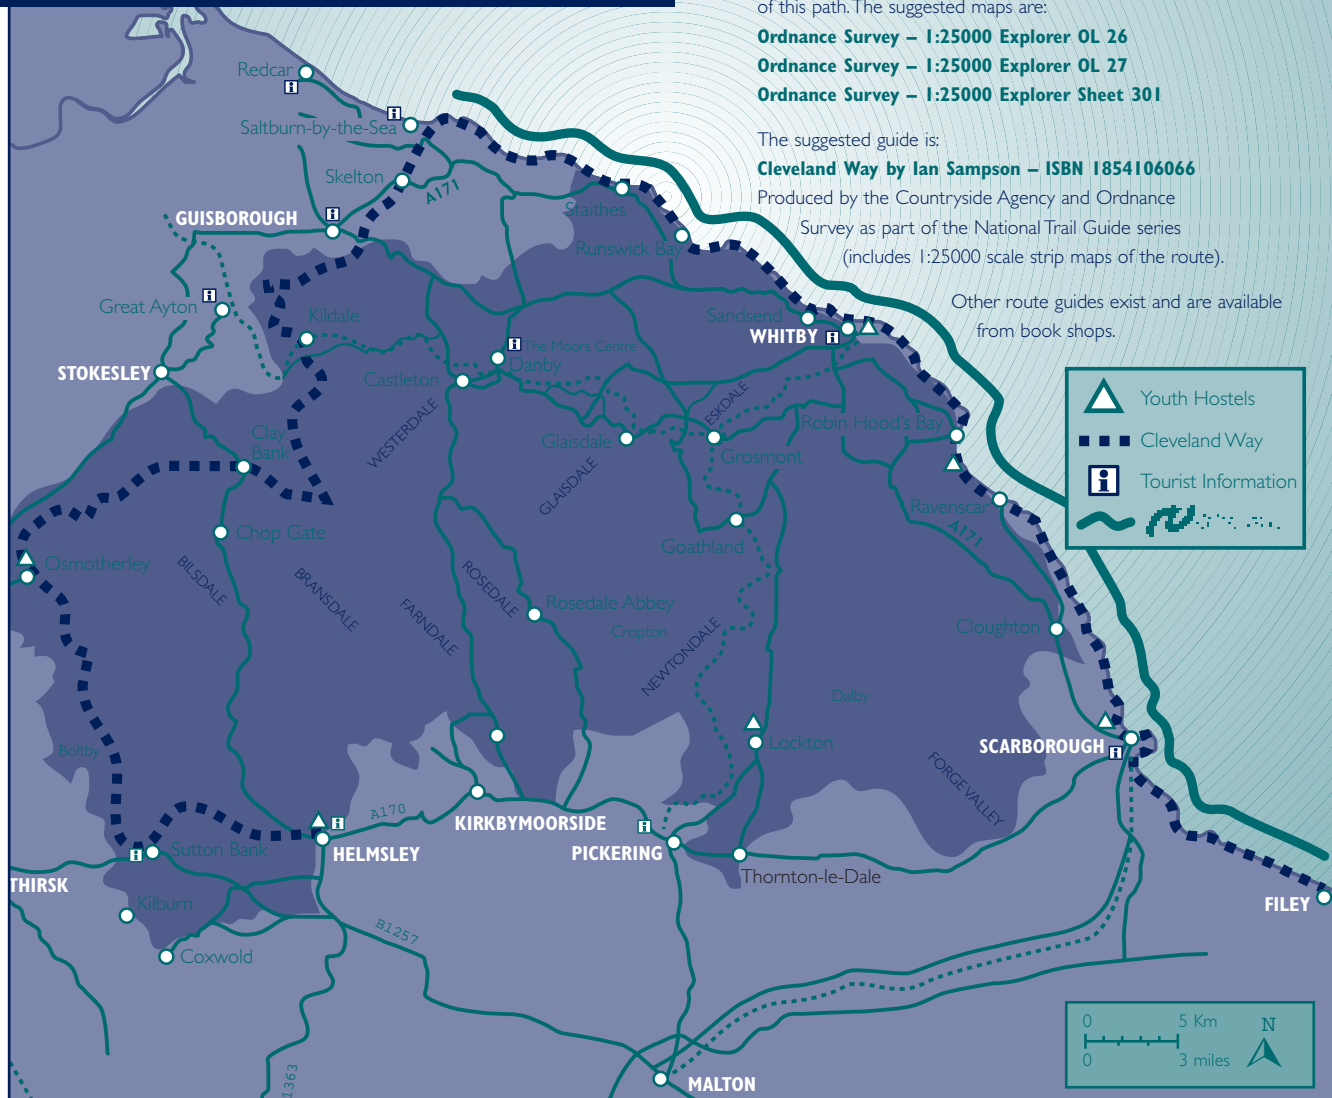 of this path. The suggested maps are:
Ordnance Survey – 1:25000 Explorer OL 26
Ordnance Survey – 1:25000 Explorer OL 27
Ordnance Survey – 1:25000 Explorer Sheet 301
The suggested guide is:
Cleveland Way by Ian Sampson – ISBN 1854106066
Produced by the Countryside Agency and Ordnance
Survey as part of the National Trail Guide series
(includes 1:25000 scale strip maps of the route).
Other route guides exist and are available
from book shops.
Redcar
Saltburn-by-the-Sea
Skelton
A171
GUISBOROUGH
Staithes
Runswick Bay
Great Ayton
Kildale
Sandsend
WHITBY
The Moors Centre
Danby
STOKESLEY
Castleton
WESTERDALE
ESKDALE
Clay
Bank
Glaisdale
Robin Hood's Bay
Grosmont
GLAISDALE
Ravenscar
A171
Chop Gate
Goathland
Osmotherley
BILSDALE
BRANSDALE
FARNDALE
ROSEDALE
Rosedale Abbey
Cropton
NEWTONDALE
Cloughton
Dalby
Boltby
Lockton
SCARBOROUGH
FORGEVALLEY
A170
KIRKBYMOORSIDE
PICKERING
HELMSLEY
Sutton Bank
Thornton-le-Dale
THIRSK
Kilburn
FILEY
B1257
Coxwold
1363
MALTON
Youth Hostels
Cleveland Way
Tourist Information
0 5 Km N
0 3 miles